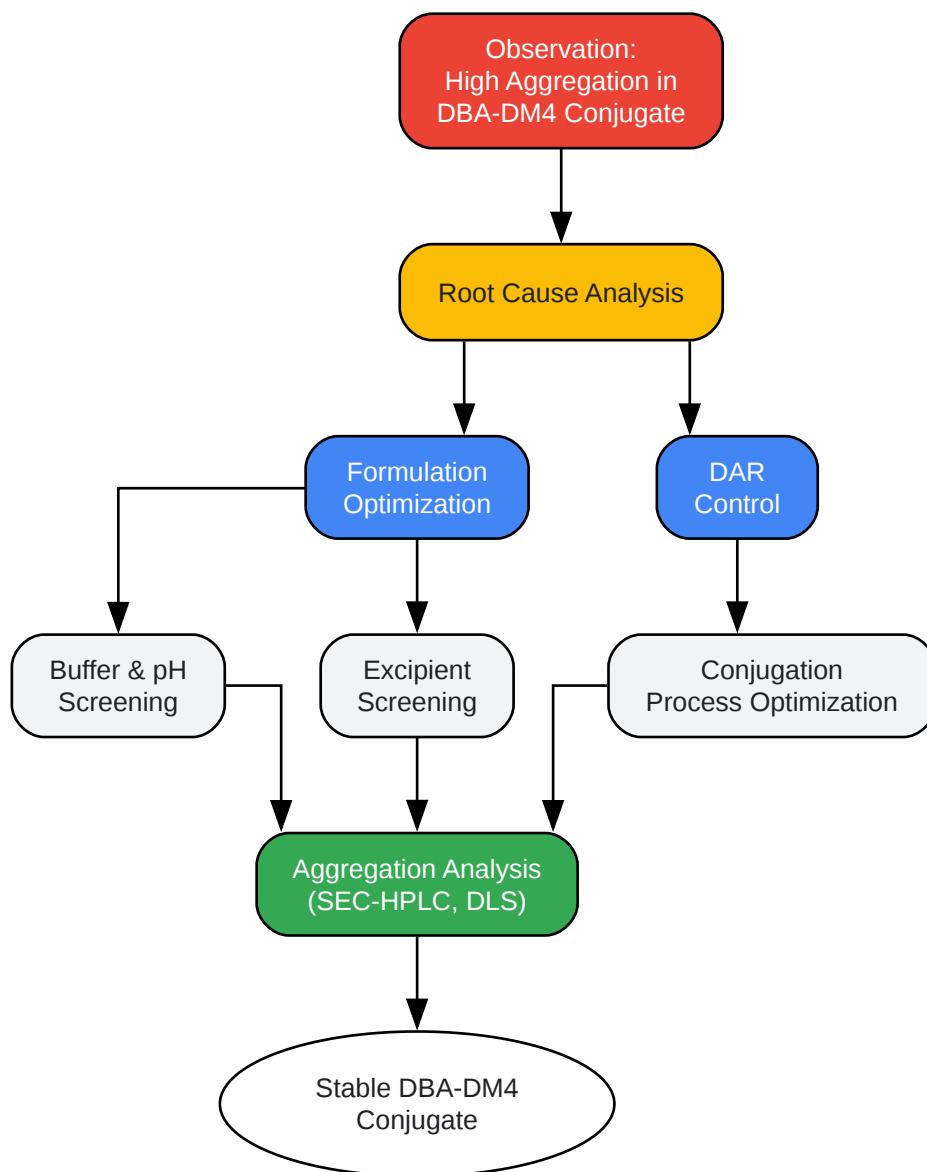 Observation:
High Aggregation in
DBA-DM4 Conjugate
Root Cause Analysis
Formulation
Optimization
DAR
Control
Buffer & pH
Screening
Excipient
Screening
Conjugation
Process Optimization
Aggregation Analysis
(SEC-HPLC, DLS)
Stable DBA-DM4
Conjugate